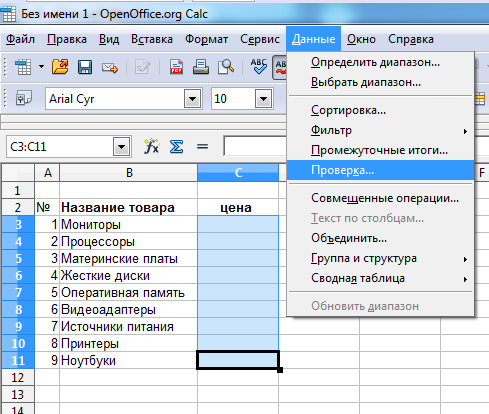 Без имени 1 - OpenOffice.org Calc
Файл Правка Вид Вставка Формат Сервис Данные Окно Справка
Определить диапазон...
Выбрать диапазон...
Сортировка...
Фильтр
Промежуточные итоги...
Проверка...
Совмещенные операции...
Текст по столбцам...
Объединить...
Группа и структура
Сводная таблица
Обновить диапазон
PDF ABC ABC
Arial Cyr 10
C3:C11
A B C F
1
2 № Название товара цена
3 1 Мониторы
4 2 Процессоры
5 3 Материнские платы
6 4 Жесткие диски
7 5 Оперативная память
8 6 Видеоадаптеры
9 7 Источники питания
10 8 Принтеры
11 9 Ноутбуки
12
13
14